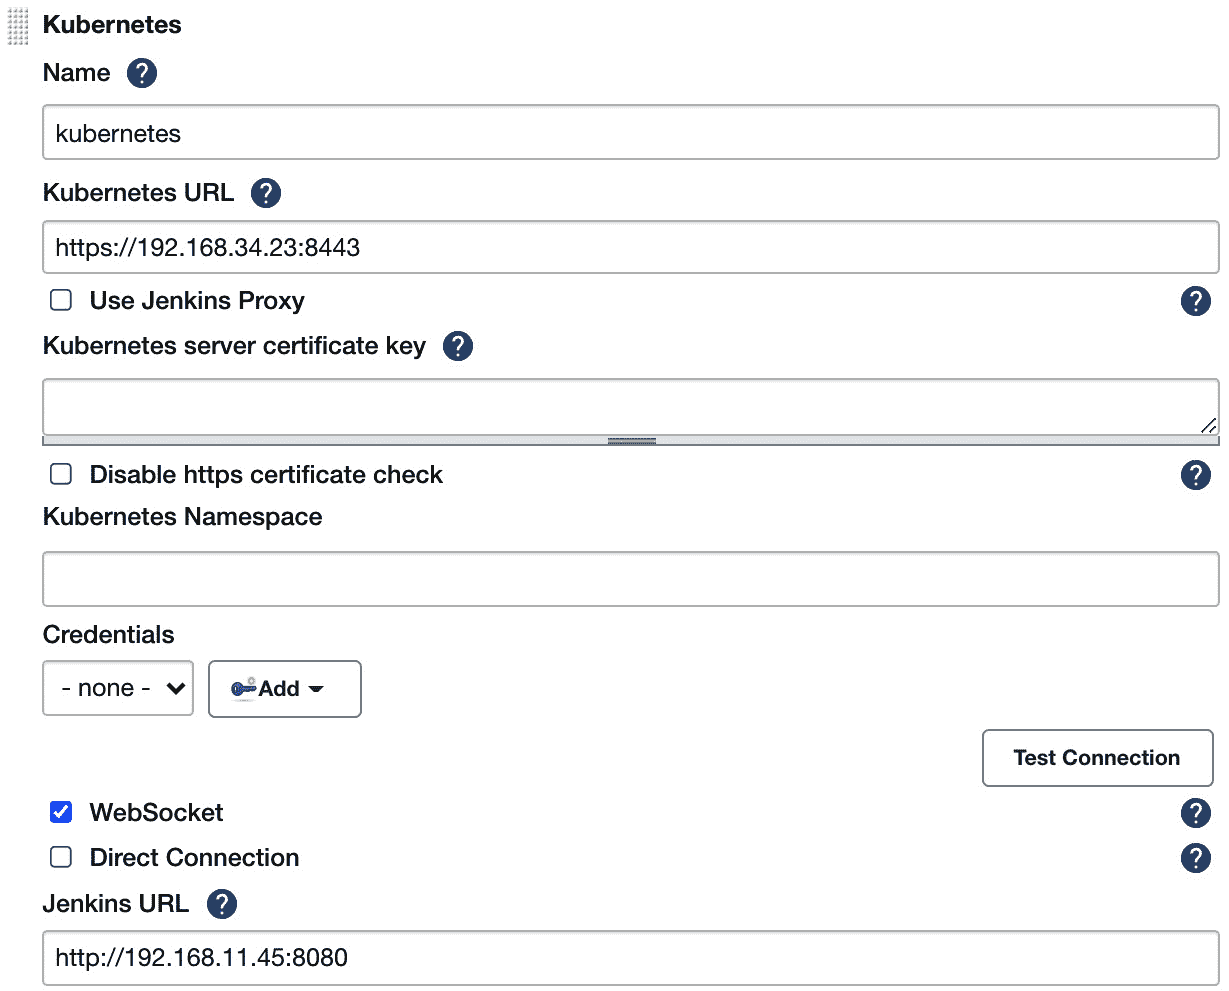 Kubernetes
Name ?
kubernetes
Kubernetes URL ?
https://192.168.34.23:8443
Use Jenkins Proxy ?
Kubernetes server certificate key ?
Disable https certificate check ?
Kubernetes Namespace
Credentials
- none - Add
Test Connection
WebSocket ?
Direct Connection ?
Jenkins URL ?
http://192.168.11.45:8080